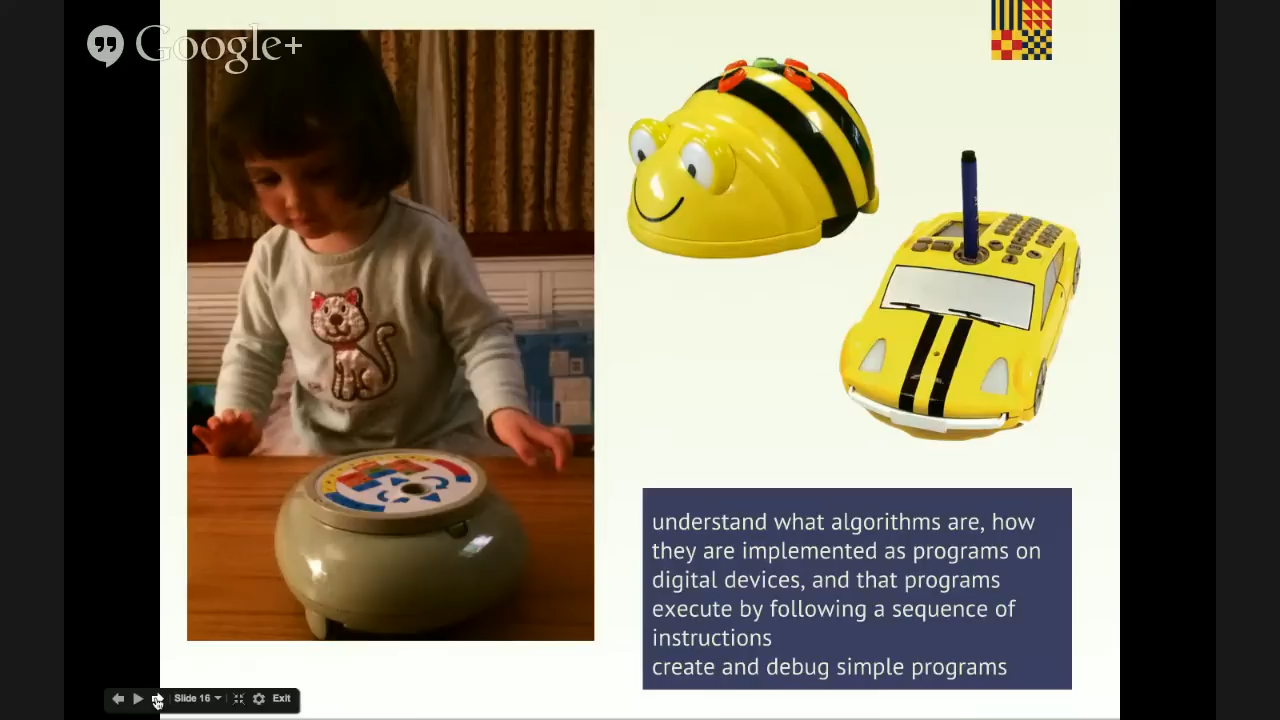 Google+
understand what algorithms are, how
they are implemented as programs on
digital devices, and that programs
execute by following a sequence of
instructions
create and debug simple programs
Slide 16
Exit